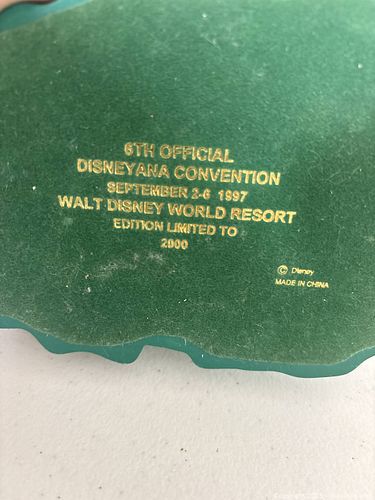 6TH OFFICIAL
DISNEYANA CONVENTION
SEPTEMBER 2-6 1997
WALT DISNEY WORLD RESORT
EDITION LIMITED TO
2000
© Disney
MADE IN CHINA